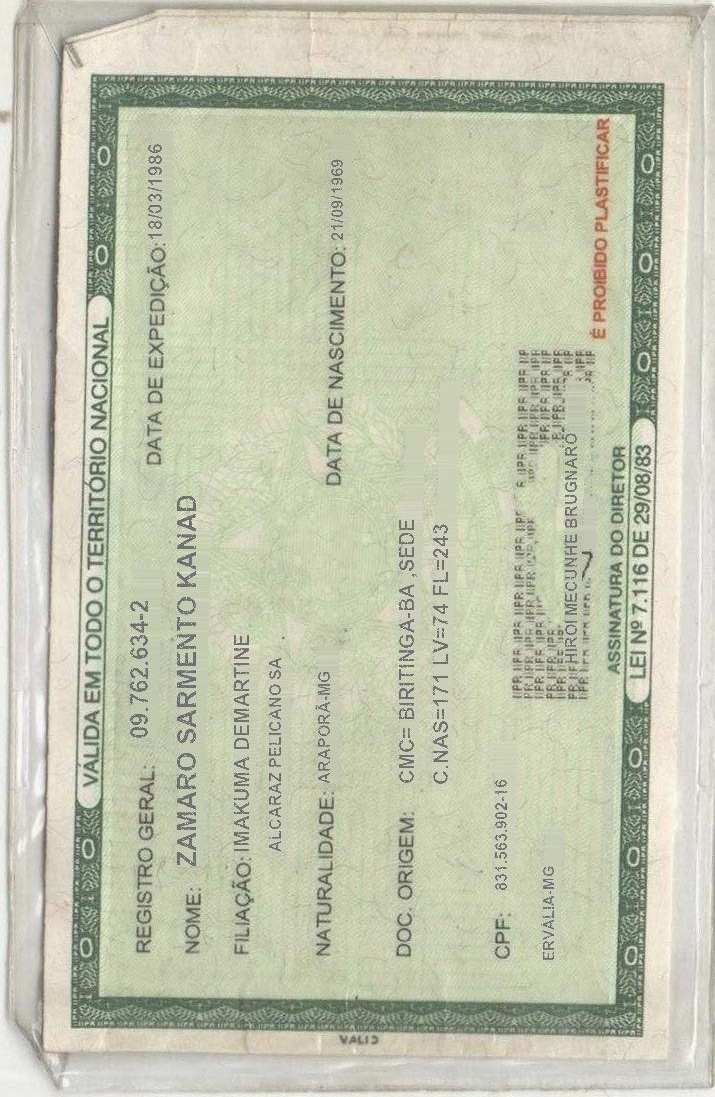 VÁLIDA EM TODO O TERRITÓRIO NACIONAL
REGISTRO GERAL: 09.762.634-2 DATA DE EXPEDIÇÃO: 18/03/1986
NOME: ZAMARO SARMENTO KANAD
FILIAÇÃO: IMAKUMA DEMARTINE
ALCARAZ PELICANO SA
NATURALIDADE: ARAPORÃ-MG DATA DE NASCIMENTO: 21/09/1969
DOC. ORIGEM: CMC= BIRITINGA-BA ,SEDE
C.NAS=171 LV=74 FL=243
CPF: 831.563.902-16
ERVALIA-MG
HIROI MECUNHE BRUGNARO
ASSINATURA DO DIRETOR
É PROIBIDO PLASTIFICAR
LEI Nº 7.116 DE 29/08/83